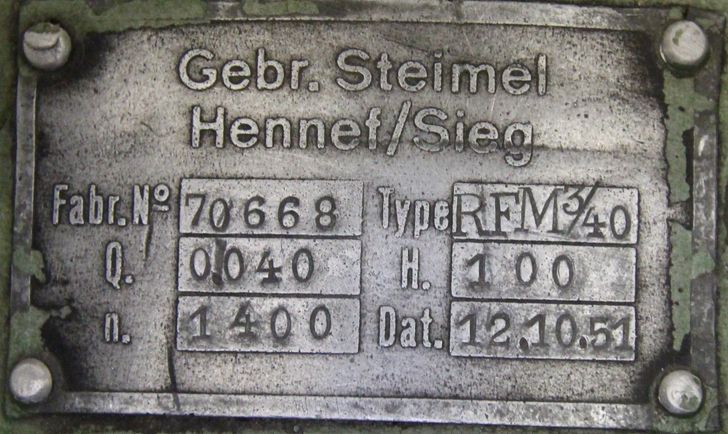 Gebr. Steimel
Hennef/Sieg
Fabr. Nº 70668 Type RFM 3/40
Q. 0.040 H. 100
n. 1400 Dat. 12.10.51